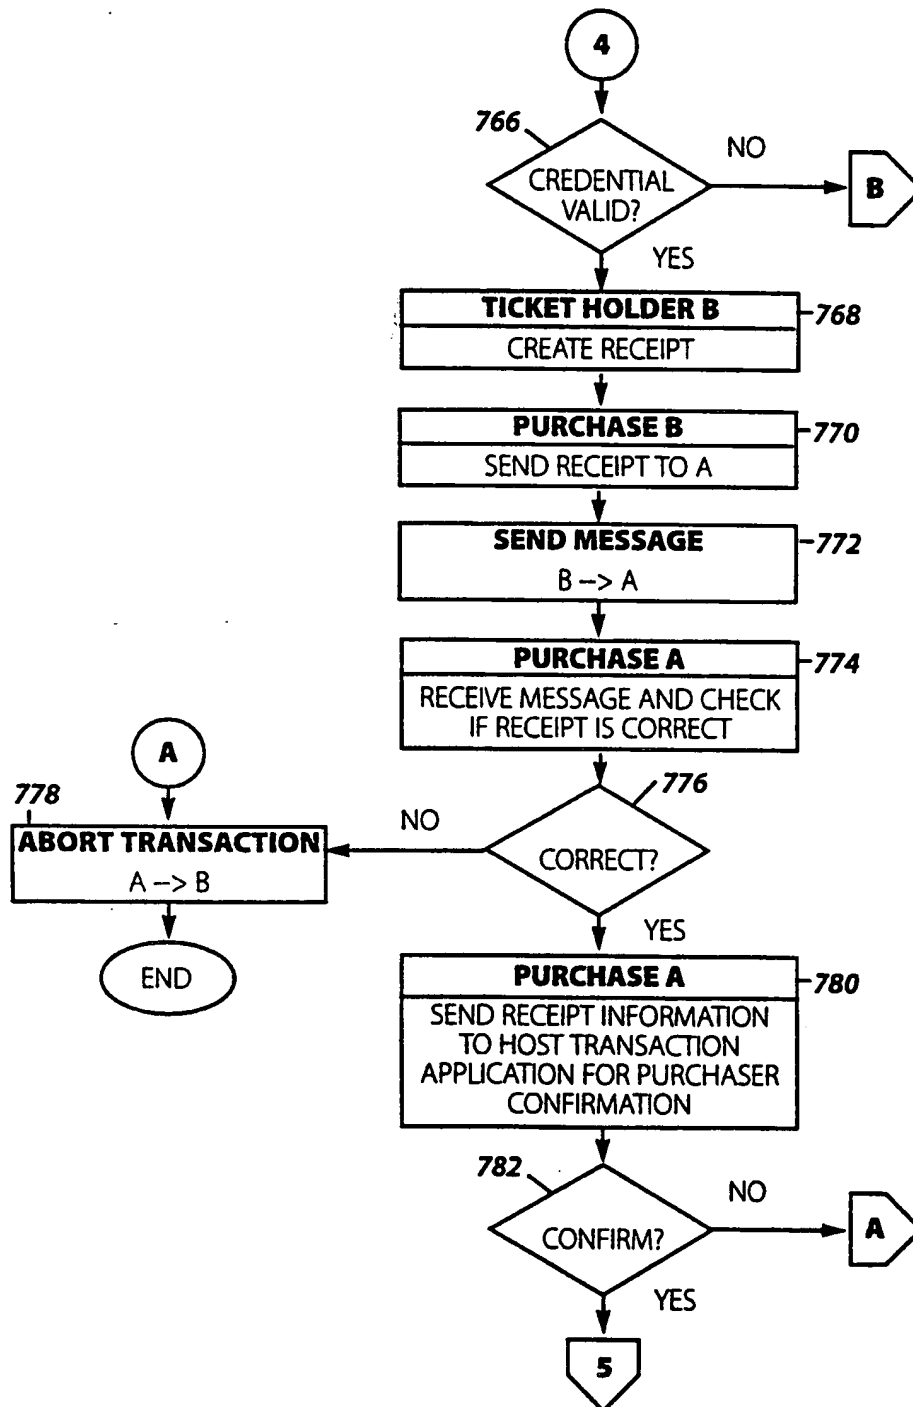 4
766
NO
CREDENTIAL
VALID?
B
YES
TICKET HOLDER B
768
CREATE RECEIPT
PURCHASE B
770
SEND RECEIPT TO A
SEND MESSAGE
772
B --> A
PURCHASE A
774
RECEIVE MESSAGE AND CHECK
IF RECEIPT IS CORRECT
A
778
776
NO
ABORT TRANSACTION
CORRECT?
A --> B
YES
END
PURCHASE A
780
SEND RECEIPT INFORMATION
TO HOST TRANSACTION
APPLICATION FOR PURCHASER
CONFIRMATION
782
NO
CONFIRM?
A
YES
5